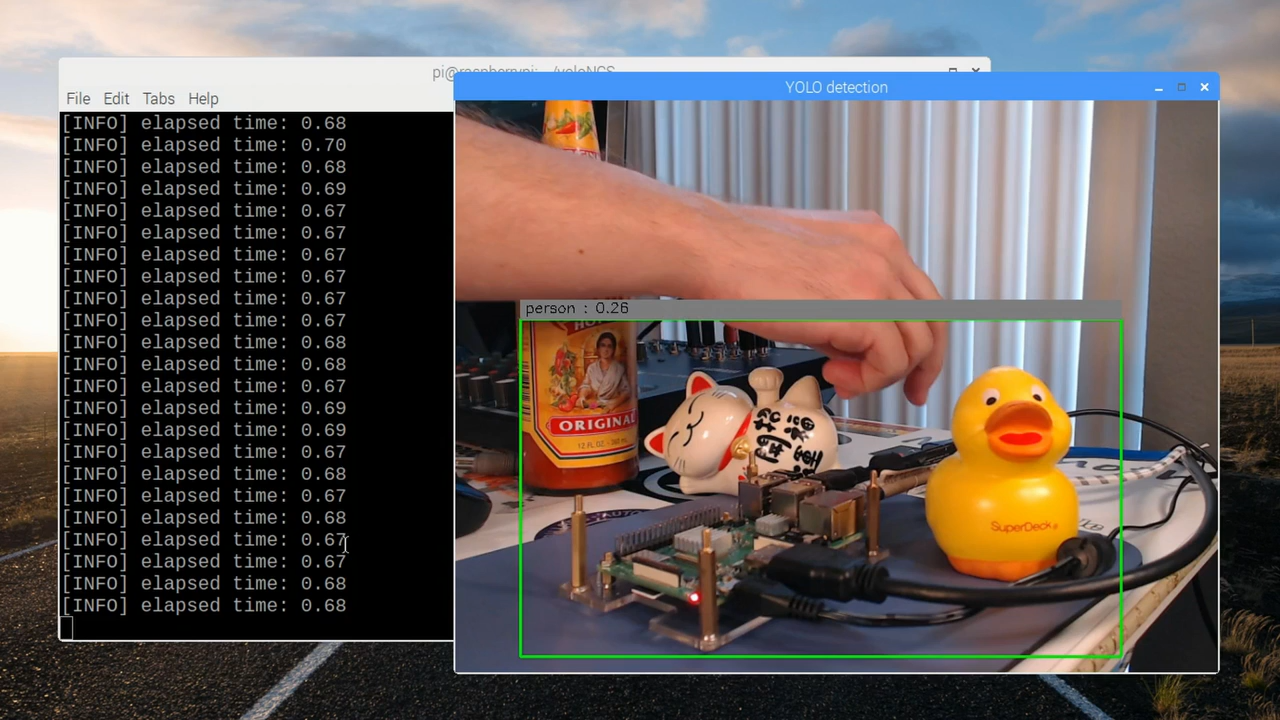 pi@raspberrypi: ~/yoloNCS
File Edit Tabs Help
[INFO] elapsed time: 0.68
[INFO] elapsed time: 0.70
[INFO] elapsed time: 0.68
[INFO] elapsed time: 0.69
[INFO] elapsed time: 0.67
[INFO] elapsed time: 0.67
[INFO] elapsed time: 0.67
[INFO] elapsed time: 0.67
[INFO] elapsed time: 0.67
[INFO] elapsed time: 0.67
[INFO] elapsed time: 0.68
[INFO] elapsed time: 0.68
[INFO] elapsed time: 0.67
[INFO] elapsed time: 0.69
[INFO] elapsed time: 0.69
[INFO] elapsed time: 0.67
[INFO] elapsed time: 0.68
[INFO] elapsed time: 0.67
[INFO] elapsed time: 0.68
[INFO] elapsed time: 0.67
[INFO] elapsed time: 0.67
[INFO] elapsed time: 0.68
[INFO] elapsed time: 0.68
YOLO detection
person : 0.26
ORIGINAL
SuperDeck